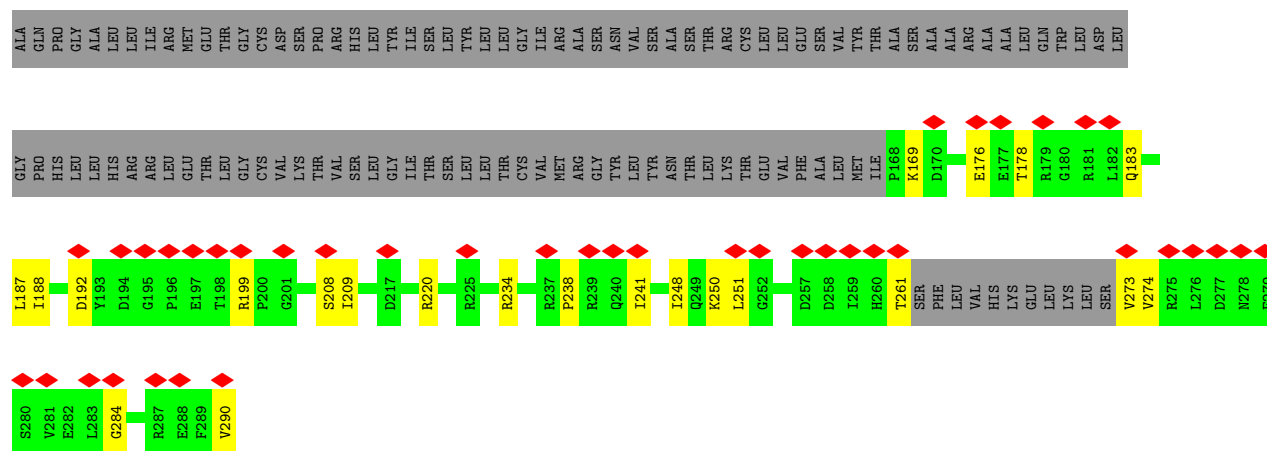 ALA GLN PRO GLY ALA LEU LEU ILE ARG MET GLU THR GLY CYS ASP SER PRO ARG HIS LEU TYR ILE SER LEU TYR LEU LEU GLY ILE ARG ALA SER ASN VAL SER ALA SER THR ARG CYS LEU LEU GLU SER VAL TYR THR ALA SER ALA ALA ARG ALA ALA LEU GLN TRP LEU ASP LEU
GLY PRO HIS LEU LEU HIS ARG ARG LEU GLU THR LEU GLY CYS VAL LYS THR VAL SER LEU GLY ILE THR SER LEU LEU THR CYS VAL MET ARG GLY TYR LEU TYR ASN THR LEU LYS THR GLU VAL PHE ALA LEU MET ILE P168 K169 D170 E176 E177 T178 R179 G180 R181 L182 Q183
L187 I188 D192 Y193 D194 G195 P196 E197 T198 R199 P200 G201 S208 I209 D217 R220 R225 R234 R237 P238 R239 Q240 I241 I248 Q249 K250 L251 G252 D257 D258 I259 H260 T261 SER PHE LEU VAL HIS LYS GLU LEU LYS LEU SER V273 V274 R275 L276 D277 N278
S280 V281 E282 L283 G284 R287 E288 F289 V290